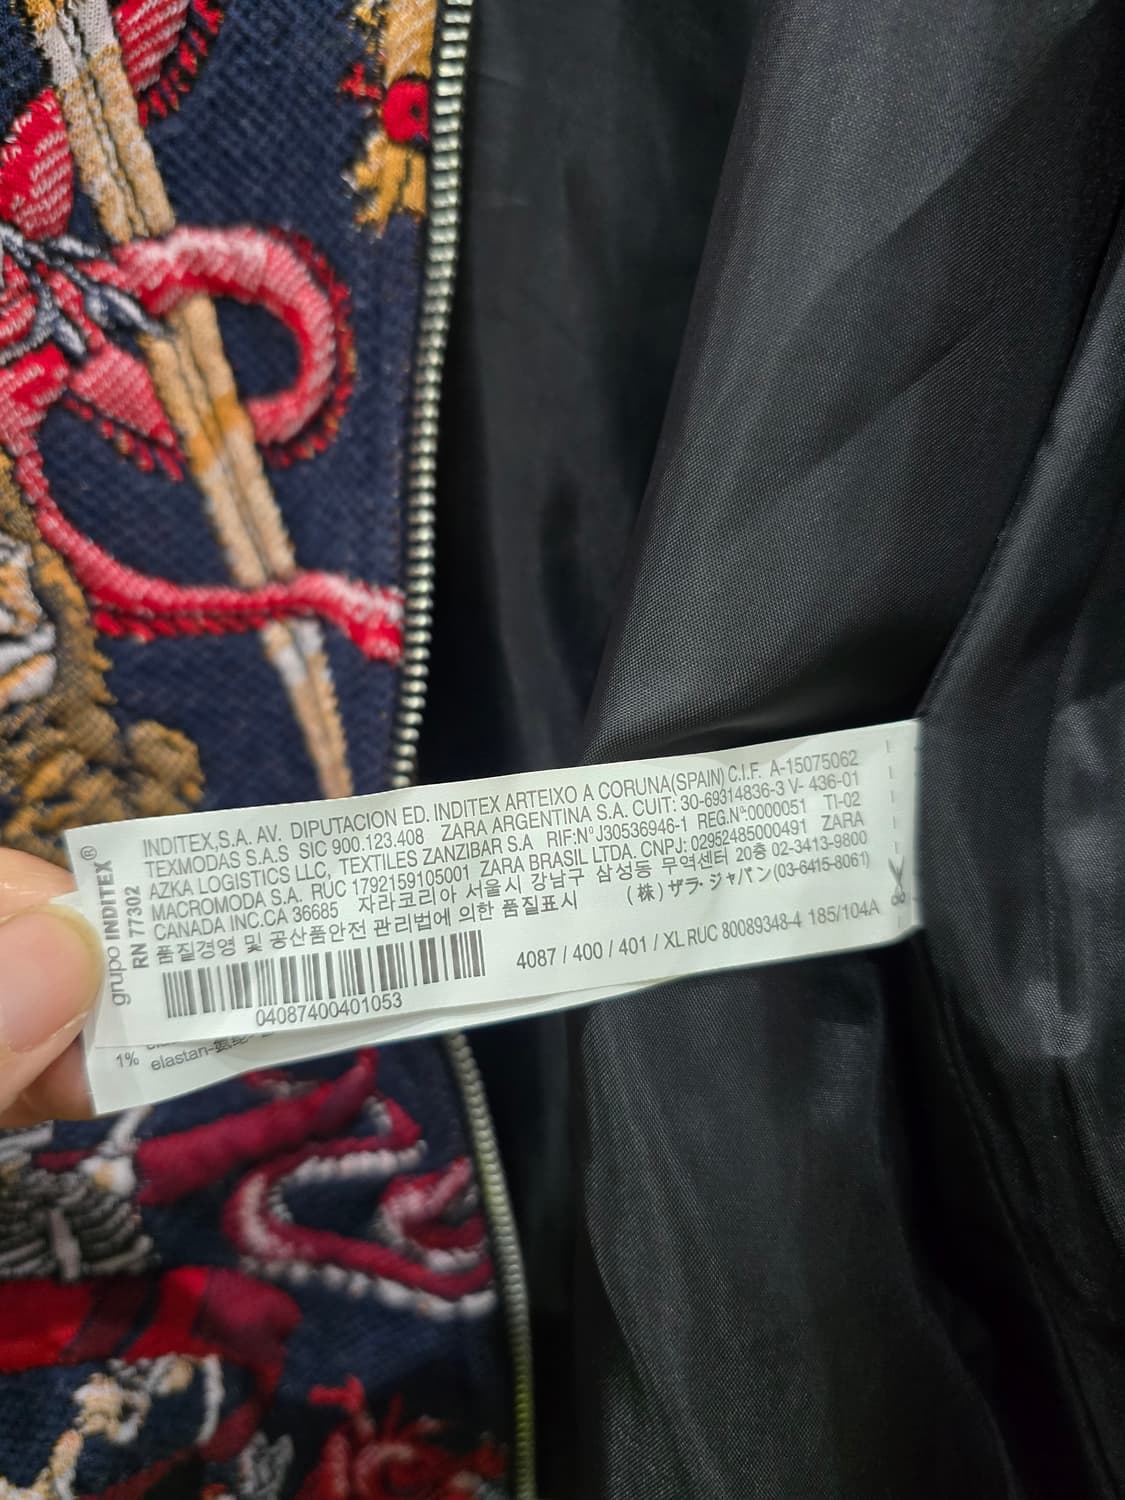 grupo INDITEX®
RN 77302
INDITEX,S.A. AV. DIPUTACION ED. INDITEX ARTEIXO A CORUNA(SPAIN) C.I.F. A-15075062
TEXMODAS S.A.S SIC 900.123.408 ZARA ARGENTINA S.A. CUIT: 30-69314836-3 V- 436-01
AZKA LOGISTICS LLC, TEXTILES ZANZIBAR S.A RIF:NºJ30536946-1 REG.Nº:0000051 TI-02
MACROMODA S.A. RUC 1792159105001 ZARA BRASIL LTDA. CNPJ: 02952485000491 ZARA
CANADA INC.CA 36685 자라코리아 서울시 강남구 삼성동 무역센터 20층 02-3413-9800
품질경영 및 공산품안전 관리법에 의한 품질표시 (株) ザラ・ジャパン(03-6415-8061)
4087 / 400 / 401 / XL RUC 80089348-4 185/104A
04087400401053
1% elastan-氨纶-